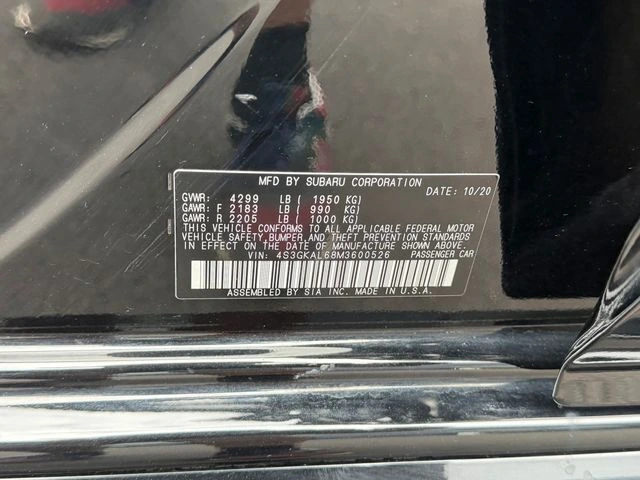 MFD BY SUBARU CORPORATION
DATE: 10/20
GVWR: 4299 LB ( 1950 KG)
GAWR: F 2183 LB ( 990 KG)
GAWR: R 2205 LB ( 1000 KG)
THIS VEHICLE CONFORMS TO ALL APPLICABLE FEDERAL MOTOR
VEHICLE SAFETY, BUMPER, AND THEFT PREVENTION STANDARDS
IN EFFECT ON THE DATE OF MANUFACTURE SHOWN ABOVE.
VIN: 4S3GKAL68M3600526 PASSENGER CAR
ASSEMBLED BY SIA INC. MADE IN U.S.A.